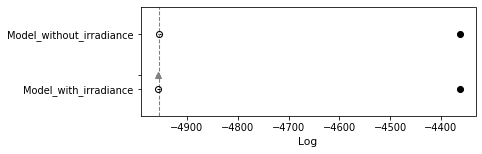 Model_without_irradiance
Model_with_irradiance
−4900 −4800 −4700 −4600 −4500 −4400
Log